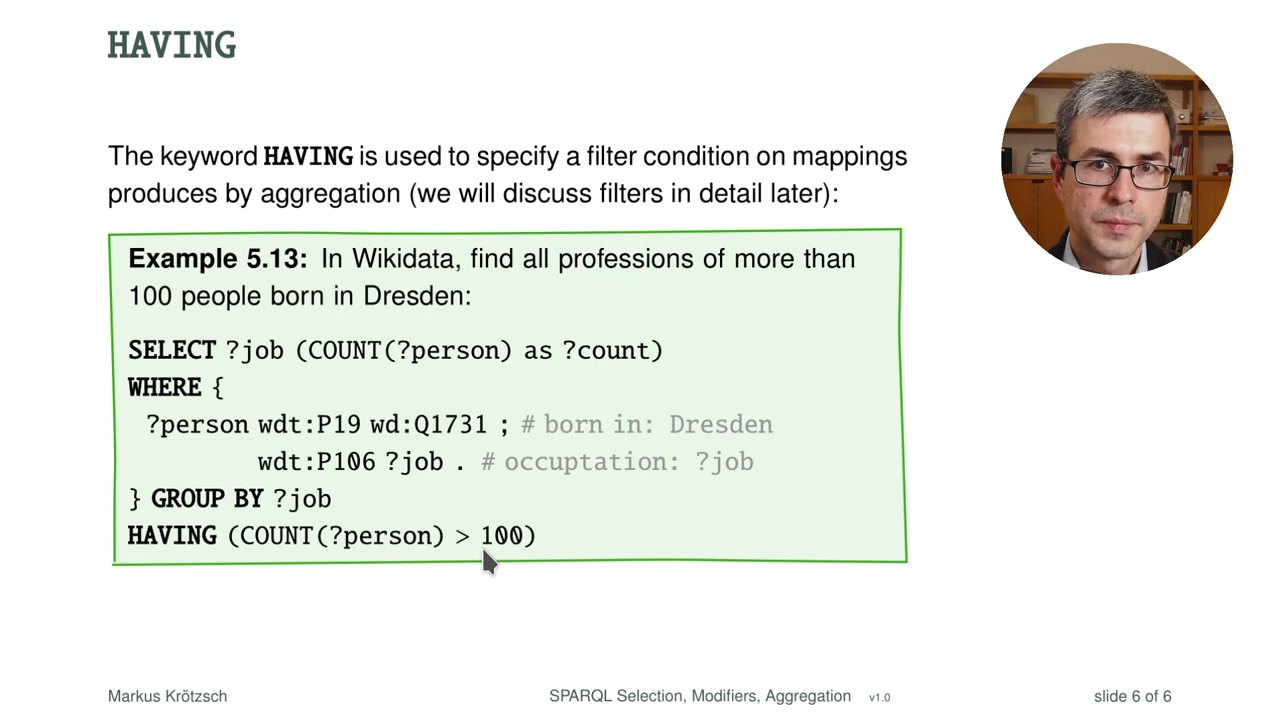 HAVING
The keyword HAVING is used to specify a filter condition on mappings
produces by aggregation (we will discuss filters in detail later):
Example 5.13: In Wikidata, find all professions of more than
100 people born in Dresden:
SELECT ?job (COUNT(?person) as ?count)
WHERE {
?person wdt:P19 wd:Q1731 ; # born in: Dresden
wdt:P106 ?job . # occuptation: ?job
} GROUP BY ?job
HAVING (COUNT(?person) > 100)
Markus Krötzsch SPARQL Selection, Modifiers, Aggregation v1.0 slide 6 of 6